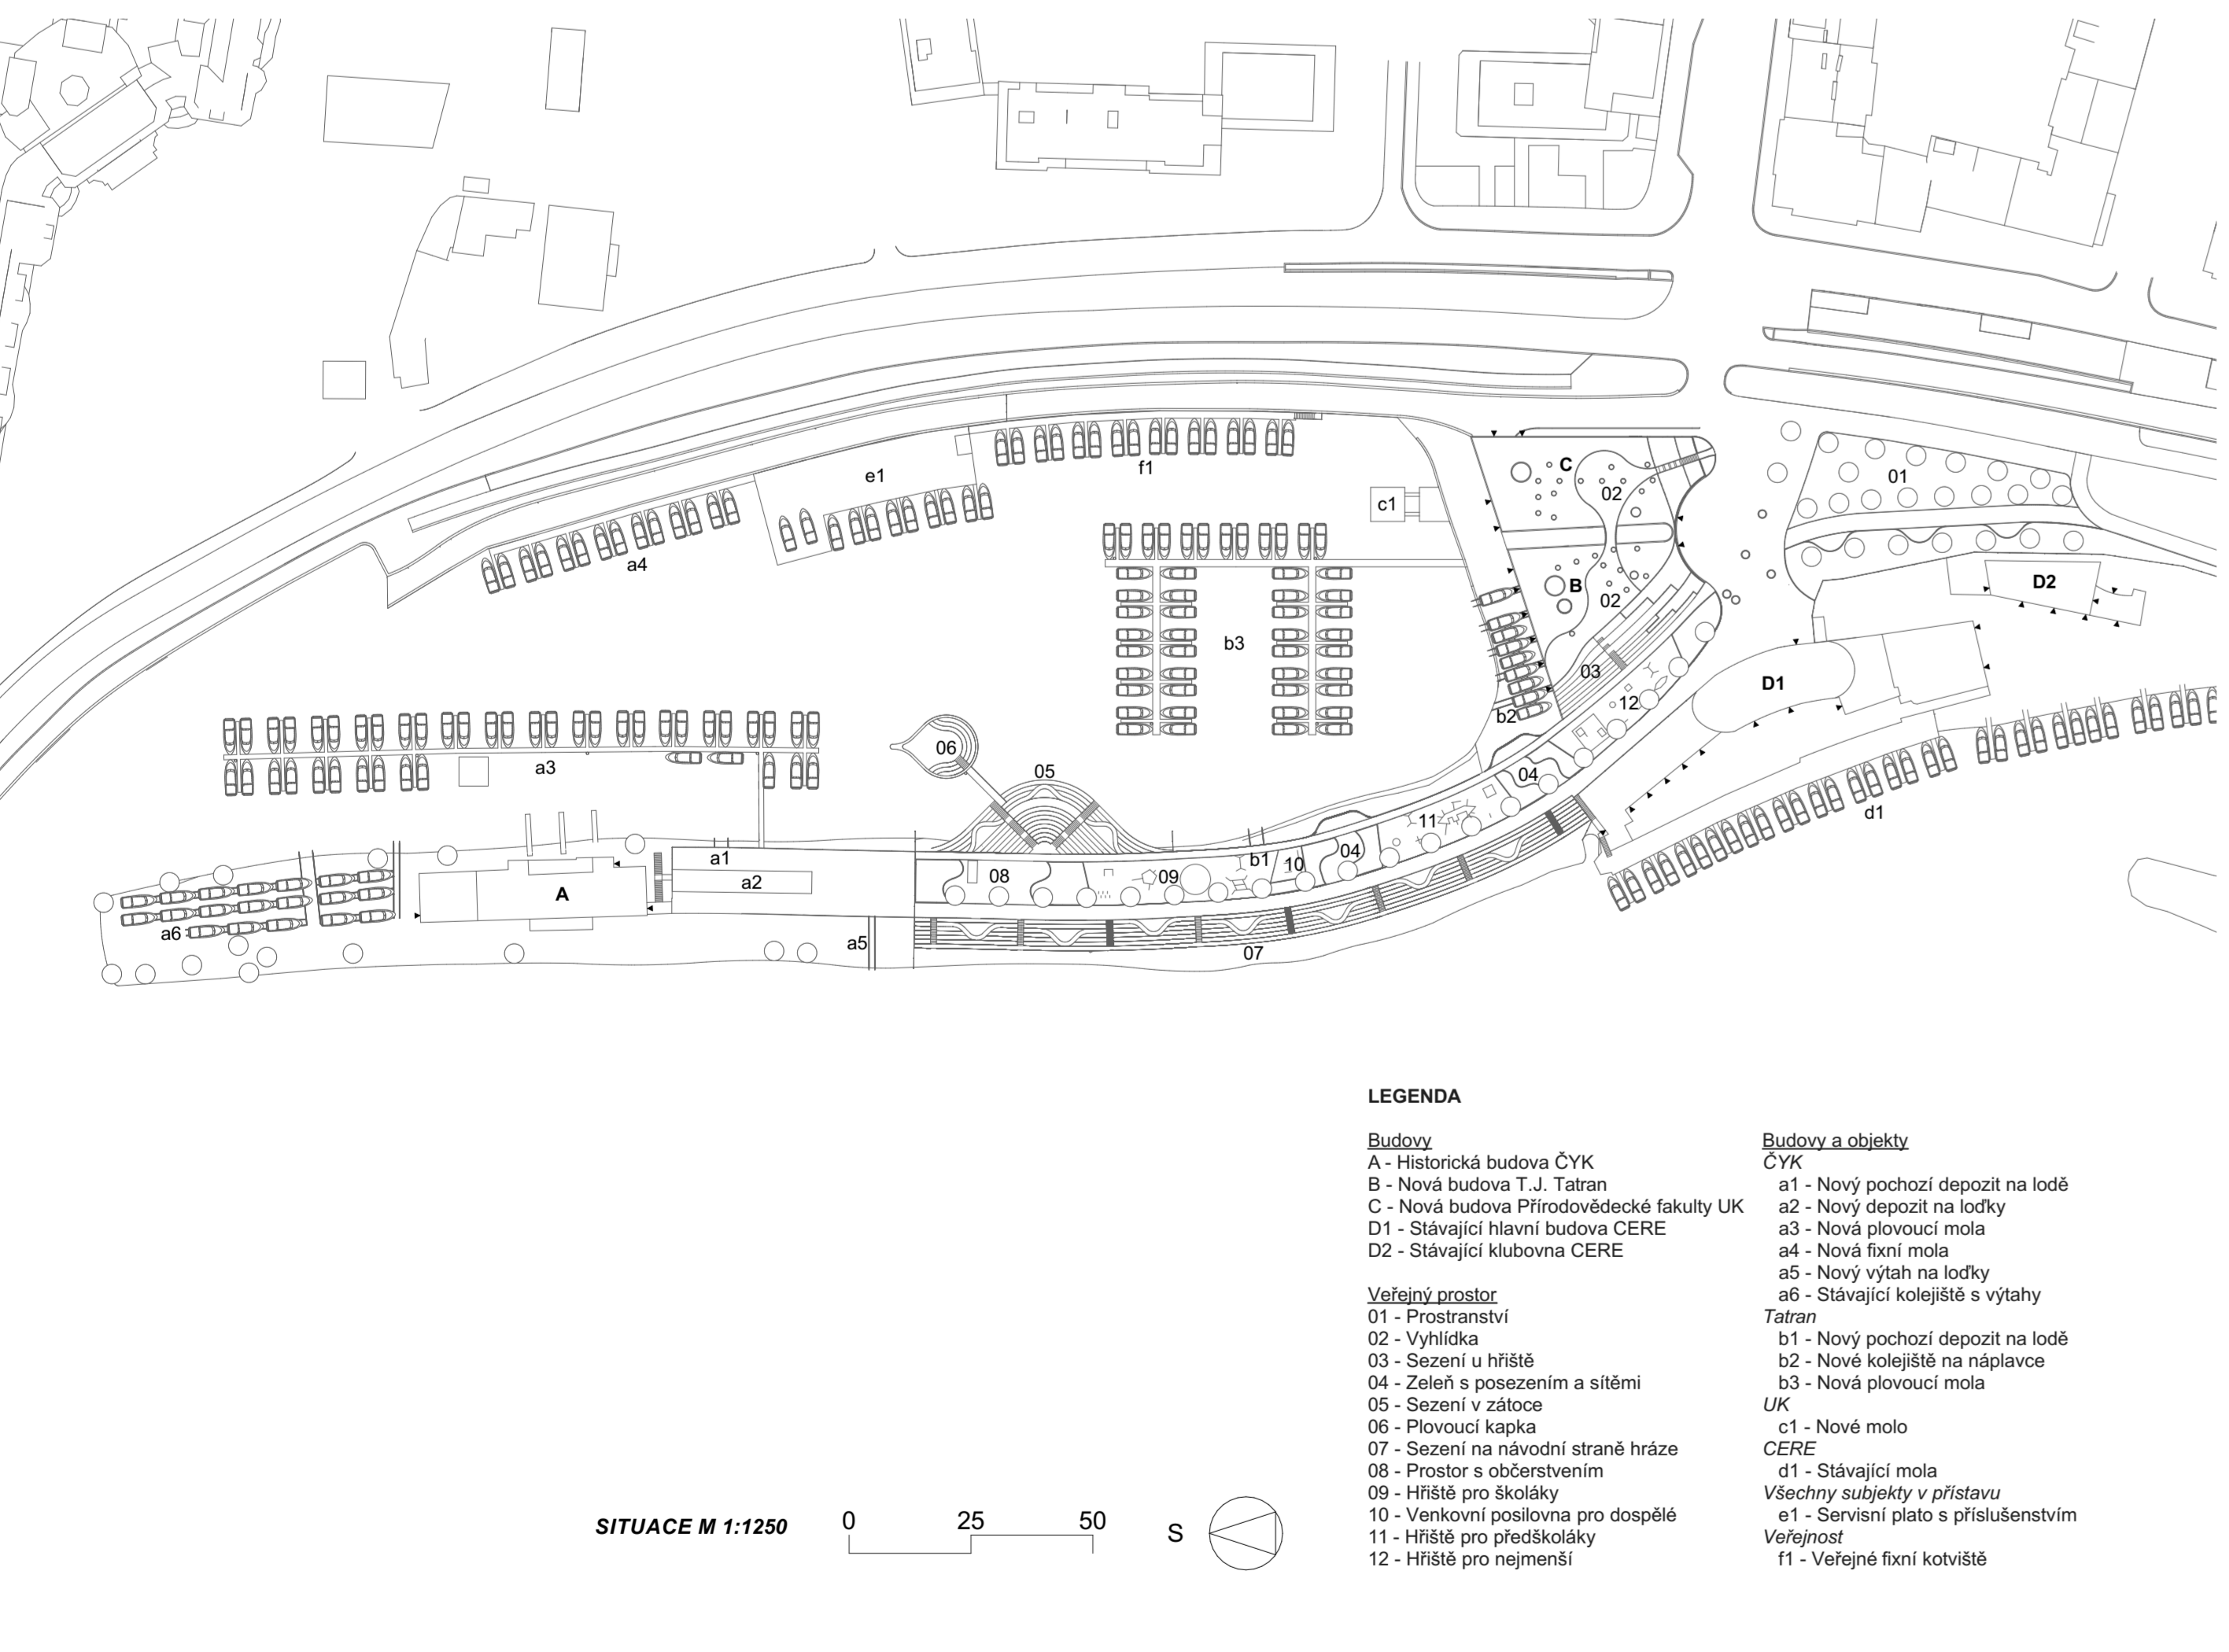 C
02
01
e1
f1
c1
a4
B
02
D2
b3
03
D1
12
b2
06
05
a3
04
d1
11
a1
b1
10
04
a2
08
09
A
a6
a5
07
LEGENDA
Budovy
A - Historická budova ČYK
B - Nová budova T.J. Tatran
C - Nová budova Přírodovědecké fakulty UK
D1 - Stávající hlavní budova CERE
D2 - Stávající klubovna CERE
Veřejný prostor
01 - Prostranství
02 - Vyhlídka
03 - Sezení u hřiště
04 - Zeleň s posezením a sítěmi
05 - Sezení v zátoce
06 - Plovoucí kapka
07 - Sezení na návodní straně hráze
08 - Prostor s občerstvením
09 - Hřiště pro školáky
10 - Venkovní posilovna pro dospělé
11 - Hřiště pro předškoláky
12 - Hřiště pro nejmenší
Budovy a objekty
ČYK
a1 - Nový pochozí depozit na lodě
a2 - Nový depozit na loďky
a3 - Nová plovoucí mola
a4 - Nová fixní mola
a5 - Nový výtah na loďky
a6 - Stávající kolejiště s výtahy
Tatran
b1 - Nový pochozí depozit na lodě
b2 - Nové kolejiště na náplavce
b3 - Nová plovoucí mola
UK
c1 - Nové molo
CERE
d1 - Stávající mola
Všechny subjekty v přístavu
e1 - Servisní plato s příslušenstvím
Veřejnost
f1 - Veřejné fixní kotviště
SITUACE M 1:1250
0 25 50
S